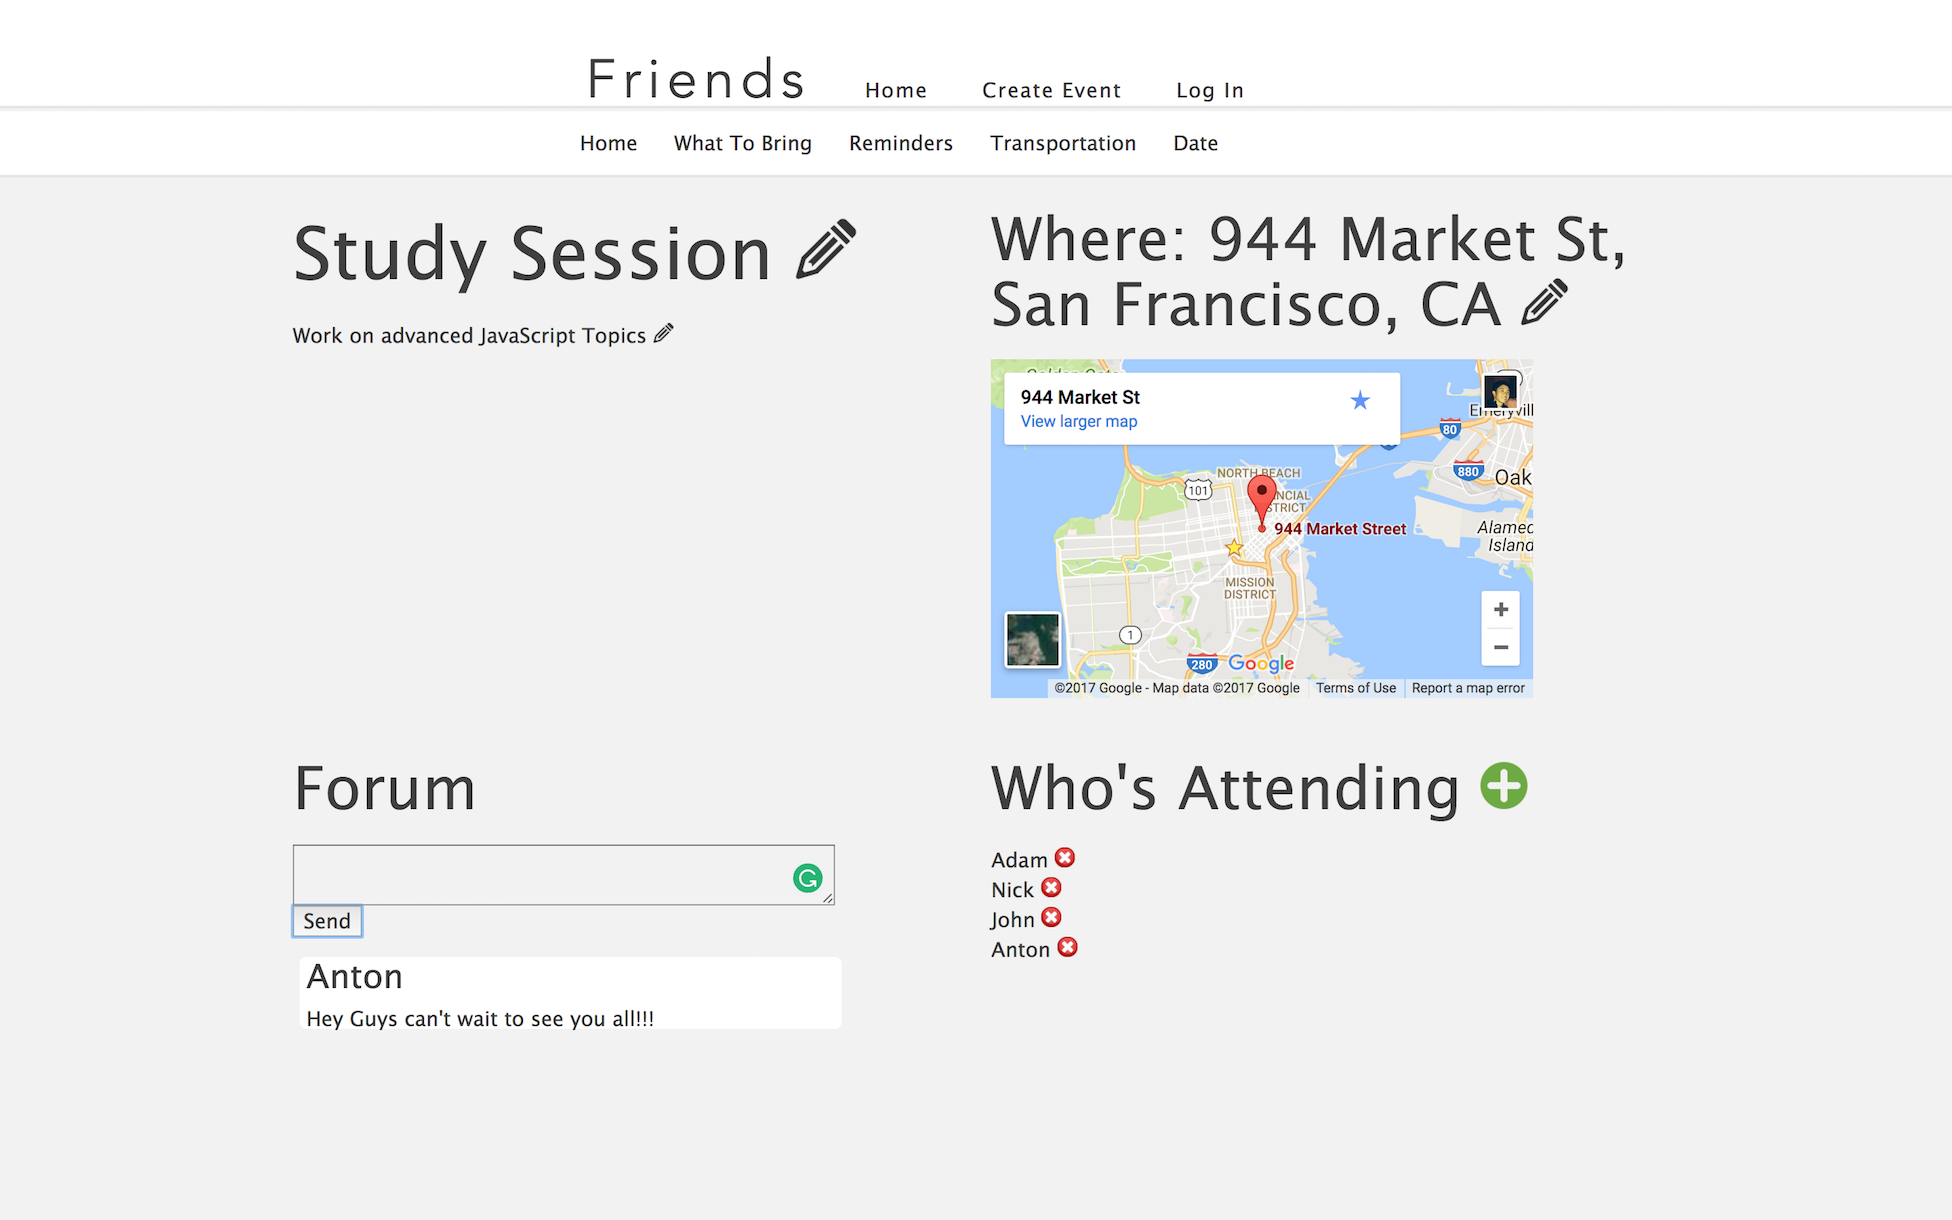 Friends
Home Create Event Log In
Home What To Bring Reminders Transportation Date
Study Session
Work on advanced JavaScript Topics
Where: 944 Market St,
San Francisco, CA
944 Market St
View larger map
Emeryvill
80
880
Oak
NORTH BEACH
101
NCIAL
STRICT
944 Market Street
Alamed
Island
MISSION
DISTRICT
1
280
Google
+
−
©2017 Google - Map data ©2017 Google Terms of Use Report a map error
Forum
Send
Anton
Hey Guys can't wait to see you all!!!
Who's Attending
Adam
Nick
John
Anton